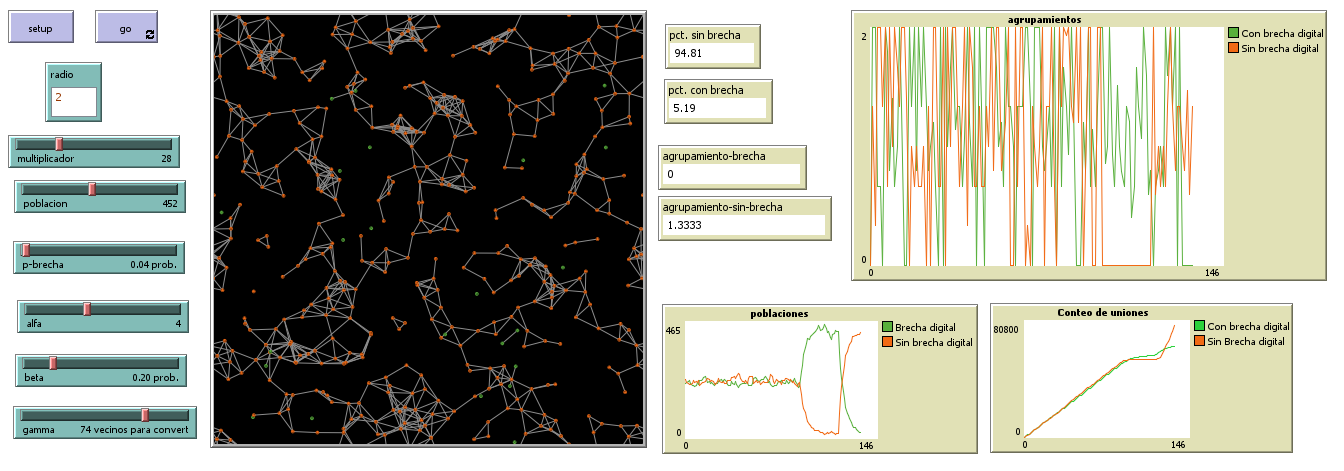 setup
go
radio
2
multiplicador 28
poblacion 452
p-brecha 0.04 prob.
alfa 4
beta 0.20 prob.
gamma 74 vecinos para convert
pct. sin brecha
94.81
pct. con brecha
5.19
agrupamiento-brecha
0
agrupamiento-sin-brecha
1.3333
agrupamientos
2
0
0 146
Con brecha digital
Sin brecha digital
poblaciones
465
0
0 146
Brecha digital
Sin brecha digital
Conteo de uniones
80800
0
0 146
Con brecha digital
Sin Brecha digital